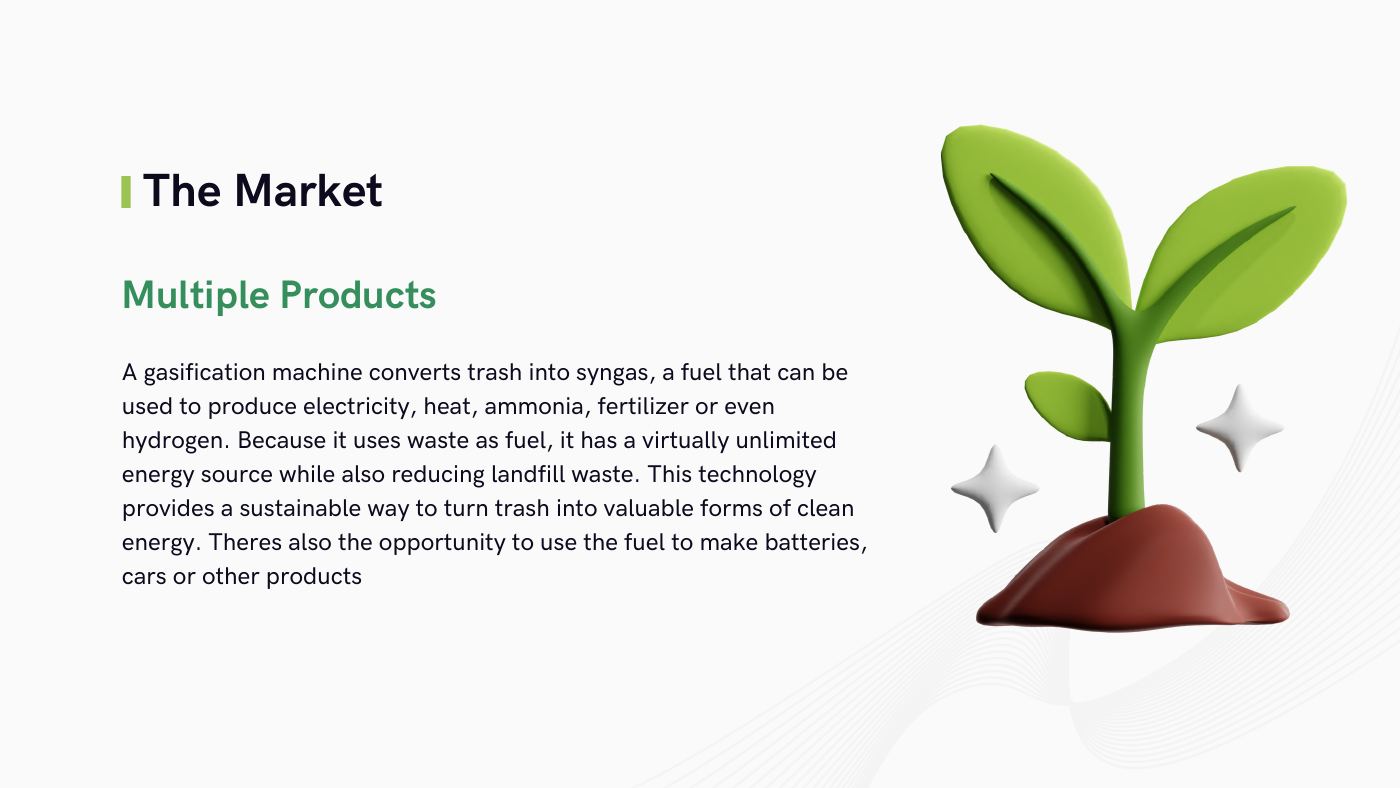 The Market
Multiple Products
A gasification machine converts trash into syngas, a fuel that can be
used to produce electricity, heat, ammonia, fertilizer or even
hydrogen. Because it uses waste as fuel, it has a virtually unlimited
energy source while also reducing landfill waste. This technology
provides a sustainable way to turn trash into valuable forms of clean
energy. Theres also the opportunity to use the fuel to make batteries,
cars or other products